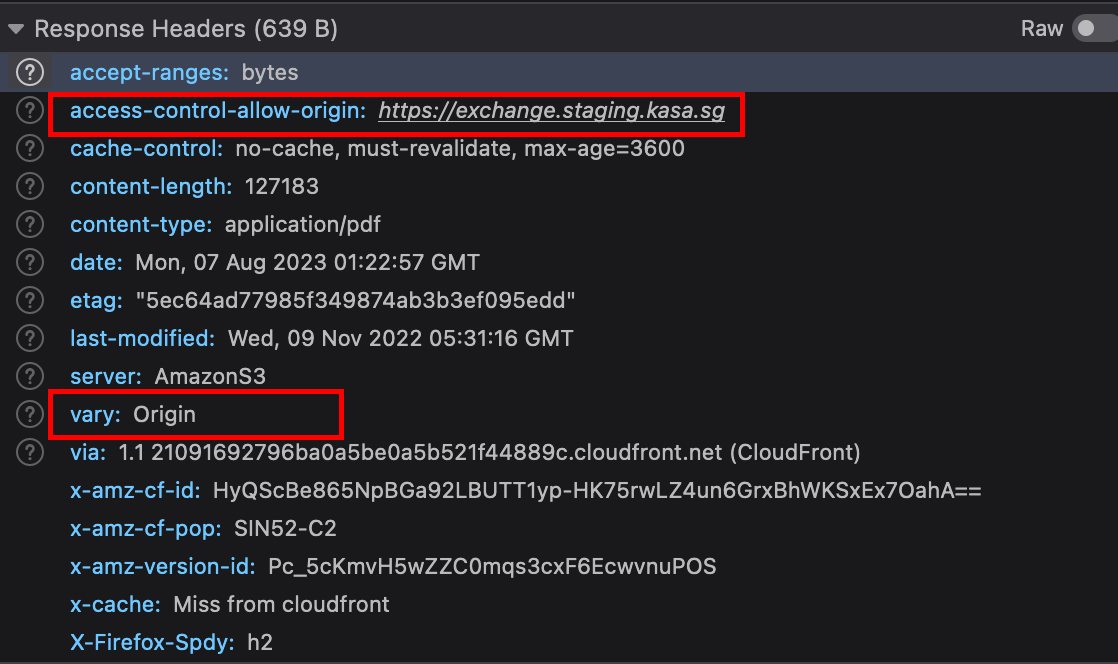 Response Headers (639 B) Raw
? accept-ranges: bytes
? access-control-allow-origin: https://exchange.staging.kasa.sg
? cache-control: no-cache, must-revalidate, max-age=3600
? content-length: 127183
? content-type: application/pdf
? date: Mon, 07 Aug 2023 01:22:57 GMT
? etag: "5ec64ad77985f349874ab3b3ef095edd"
? last-modified: Wed, 09 Nov 2022 05:31:16 GMT
? server: AmazonS3
? vary: Origin
? via: 1.1 21091692796ba0a5be0a5b521f44889c.cloudfront.net (CloudFront)
x-amz-cf-id: HyQScBe865NpBGa92LBUTT1yp-HK75rwLZ4un6GrxBhWKSxEx7OahA==
x-amz-cf-pop: SIN52-C2
x-amz-version-id: Pc_5cKmvH5wZZC0mqs3cxF6EcwvnuPOS
x-cache: Miss from cloudfront
X-Firefox-Spdy: h2